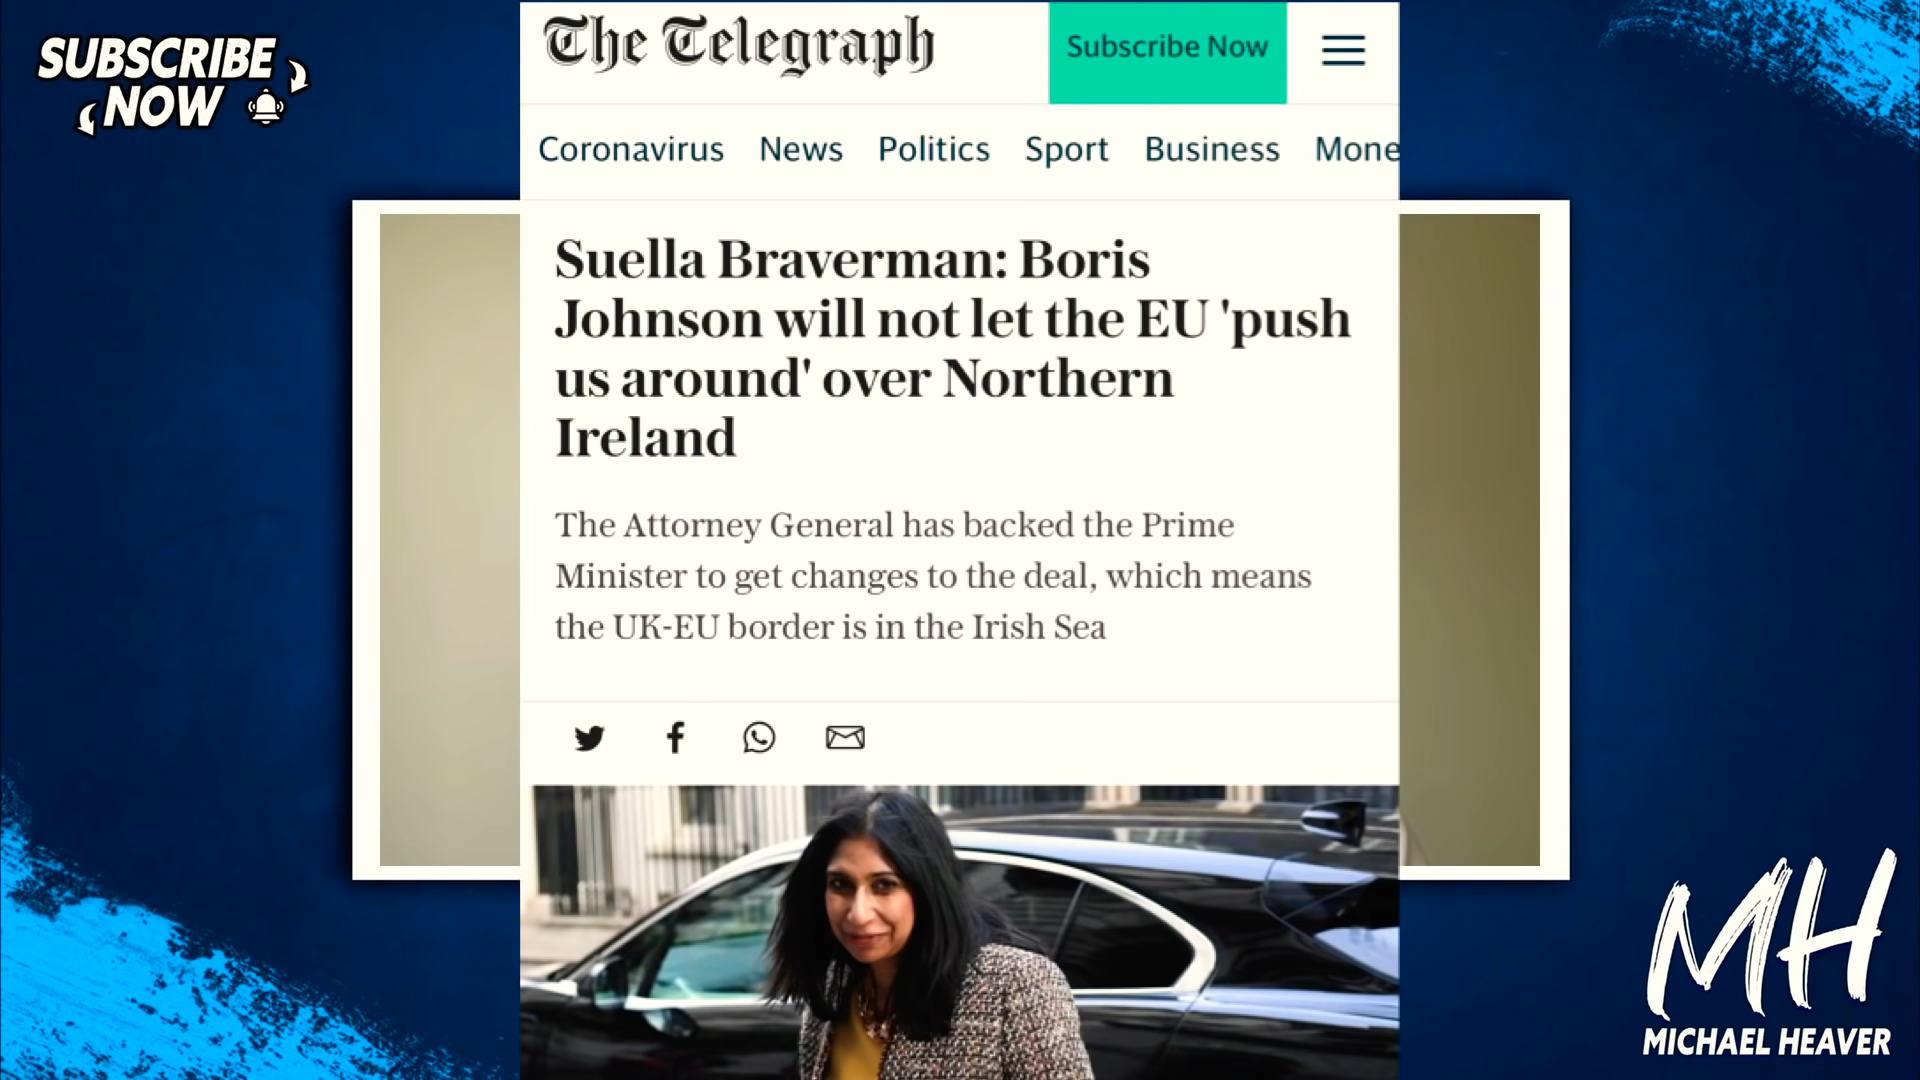 SUBSCRIBE
NOW
The Telegraph
Subscribe Now
Coronavirus News Politics Sport Business Mone
Suella Braverman: Boris
Johnson will not let the EU 'push
us around' over Northern
Ireland
The Attorney General has backed the Prime
Minister to get changes to the deal, which means
the UK-EU border is in the Irish Sea
MH
MICHAEL HEAVER